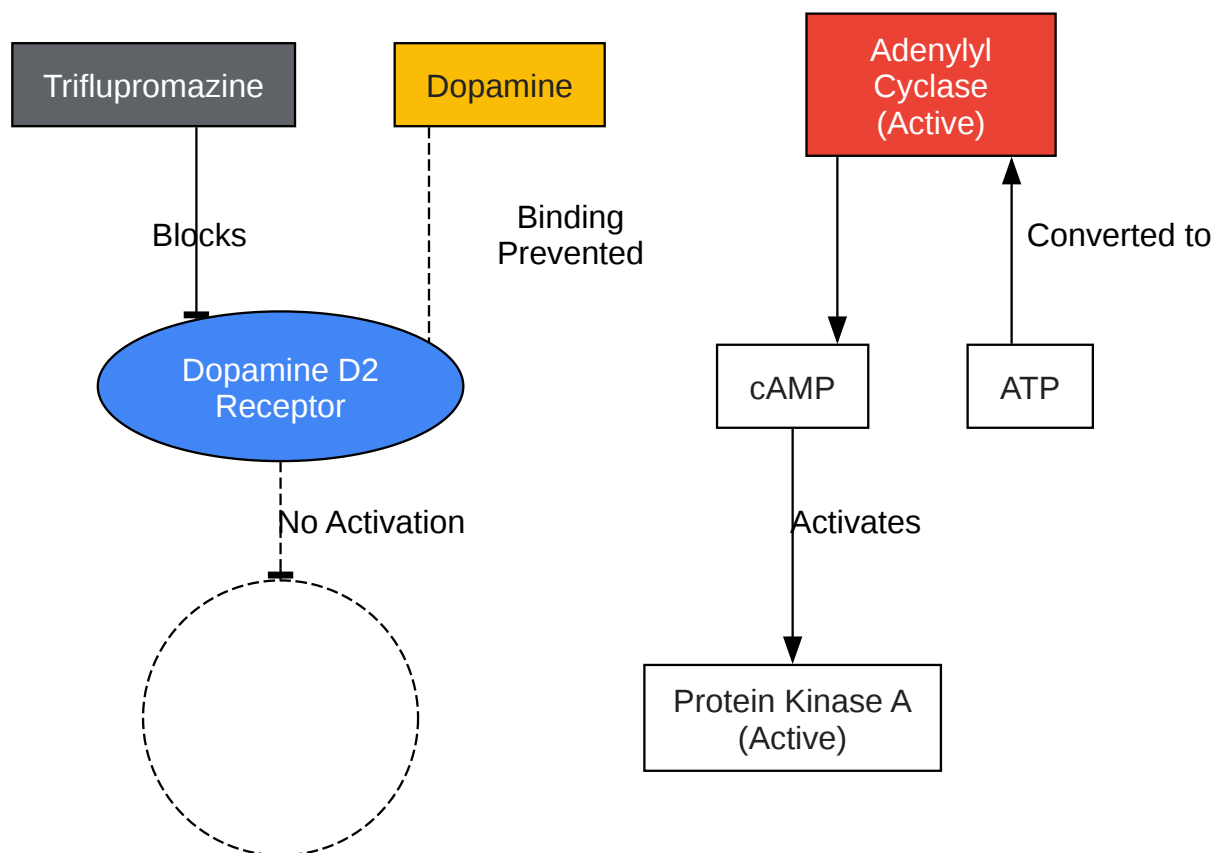 Triflupromazine
Dopamine
Adenylyl
Cyclase
(Active)
Blocks
Binding
Prevented
Converted to
Dopamine D2
Receptor
cAMP
ATP
No Activation
Activates
Protein Kinase A
(Active)